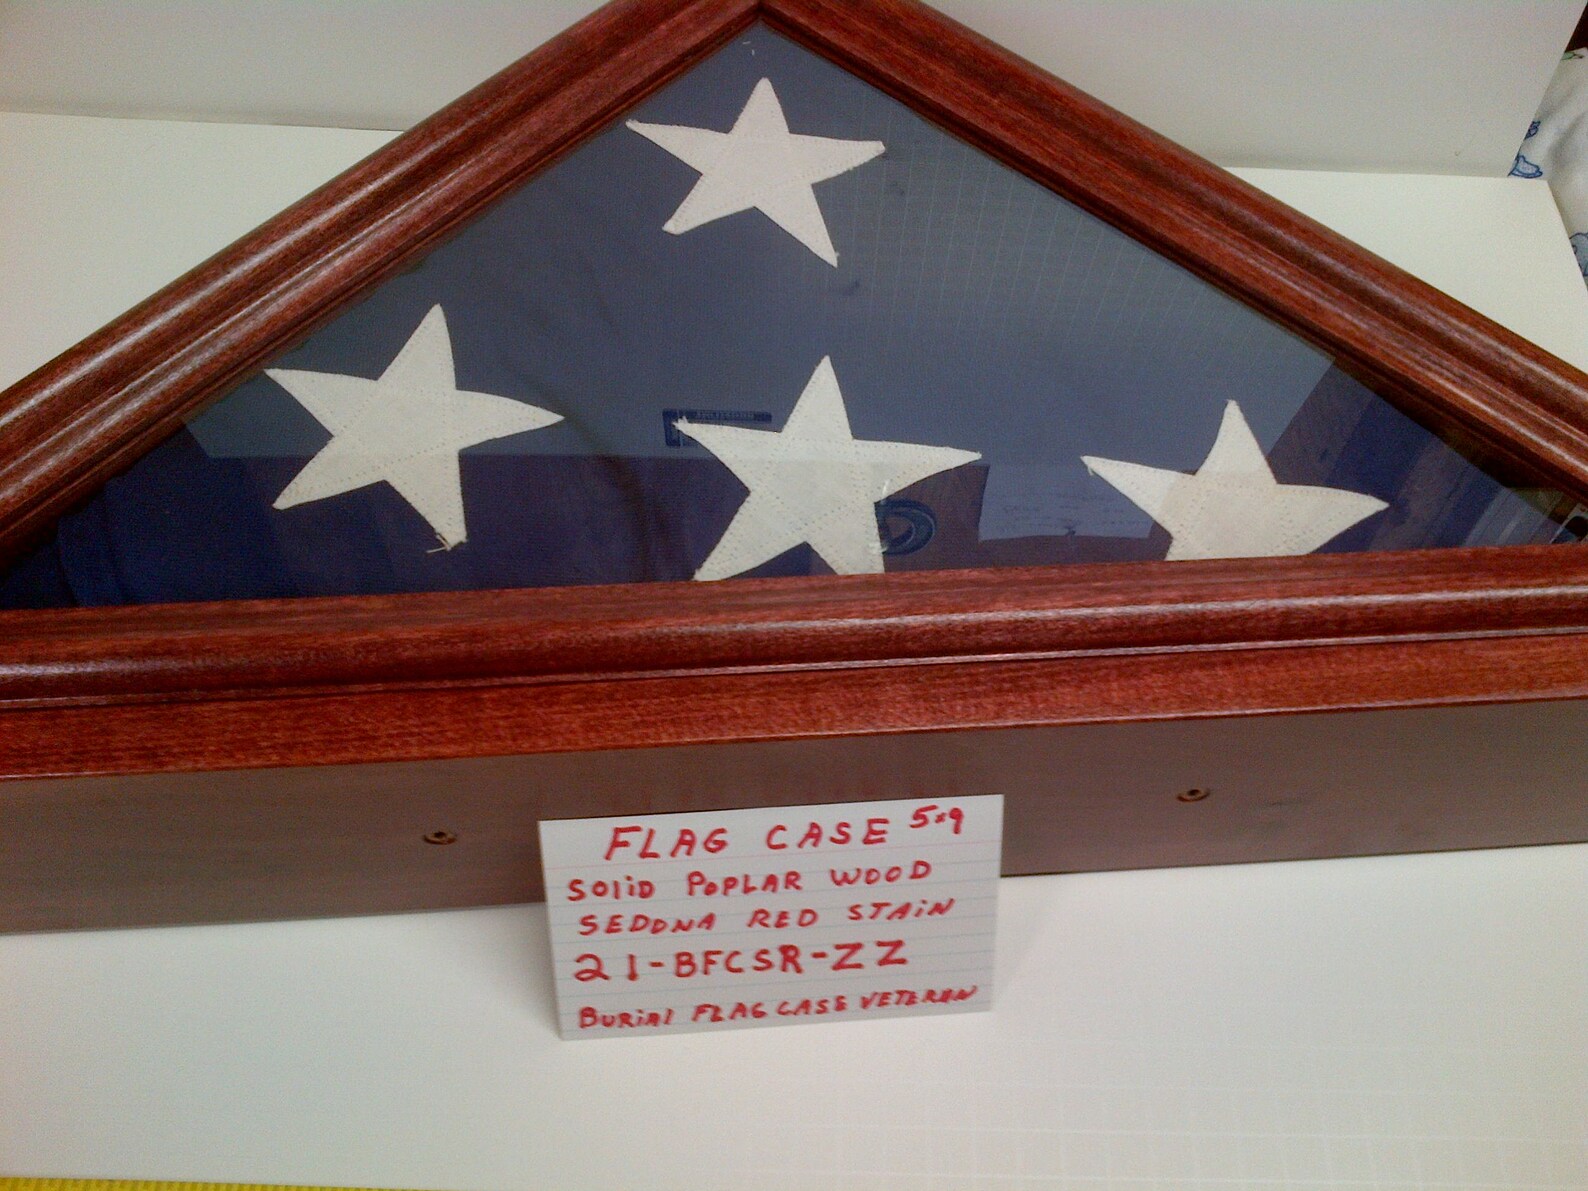 FLAG CASE 5x9
SOLiD POPLAR WOOD
SEDONA RED STAiN
21-BFCSR-ZZ
BURiAl FLAG CASE VETERAN